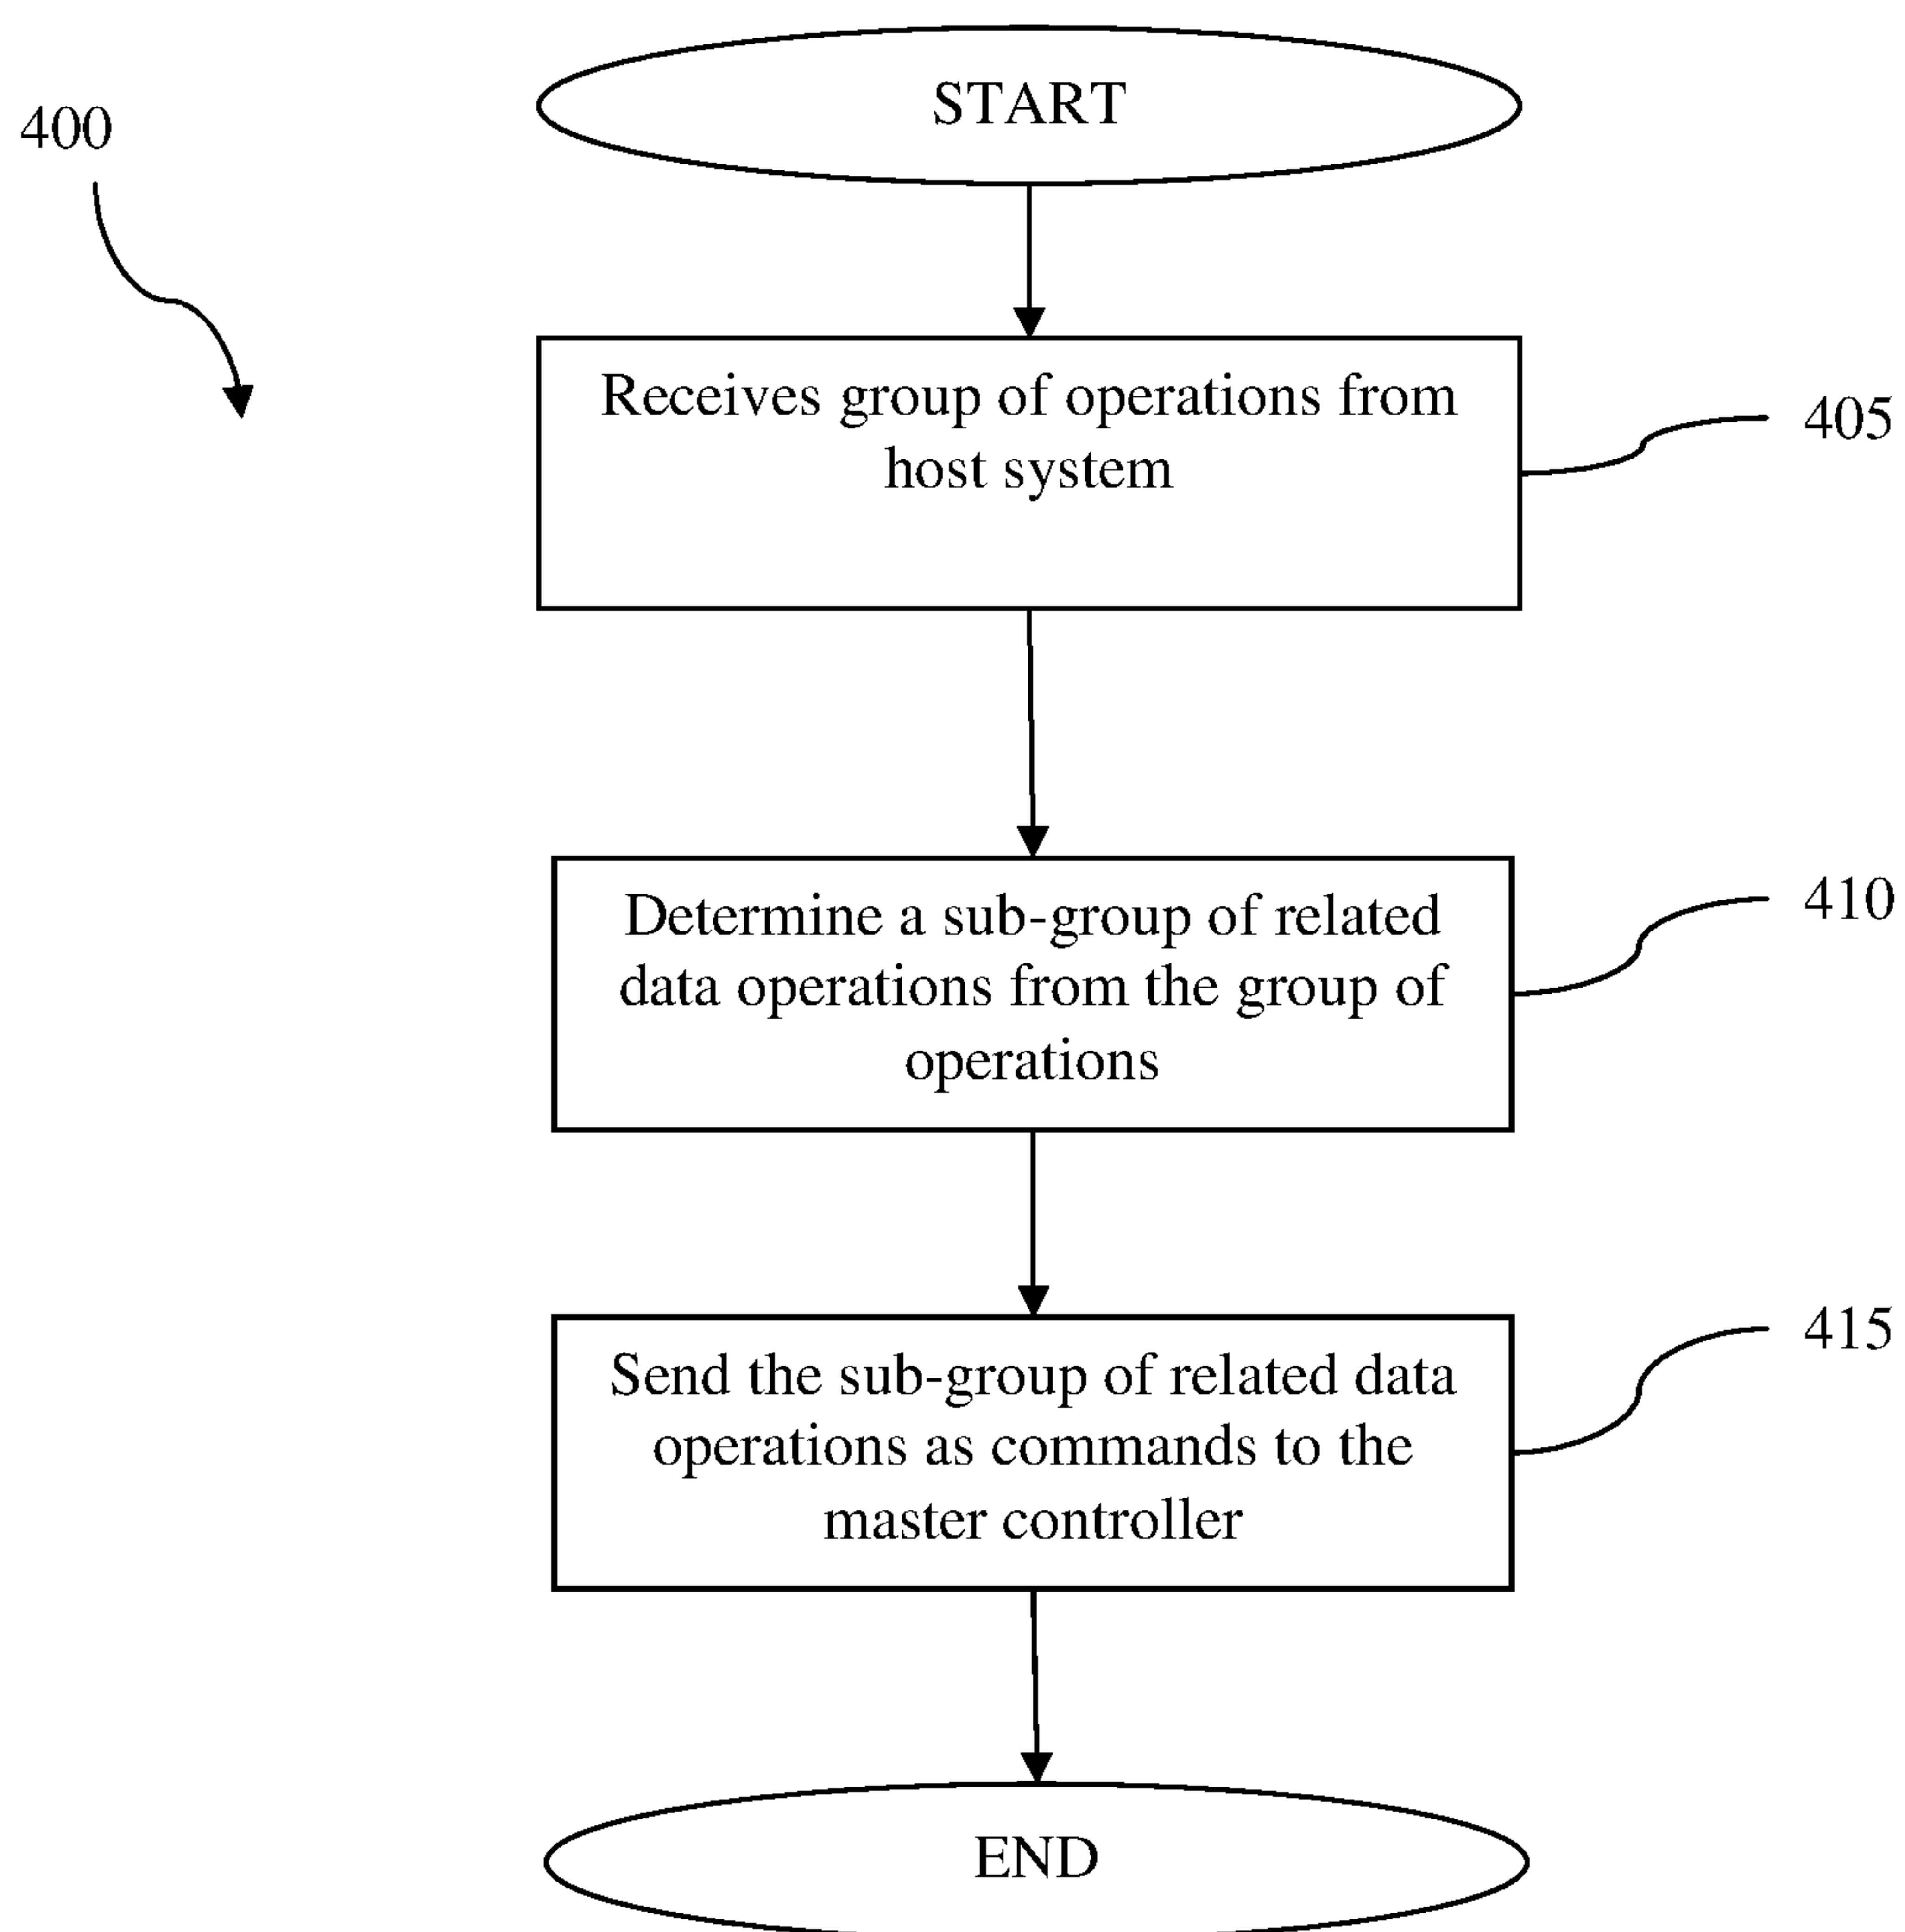 START
400
Receives group of operations from
host system
405
Determine a sub-group of related
data operations from the group of
operations
410
Send the sub-group of related data
operations as commands to the
master controller
415
END